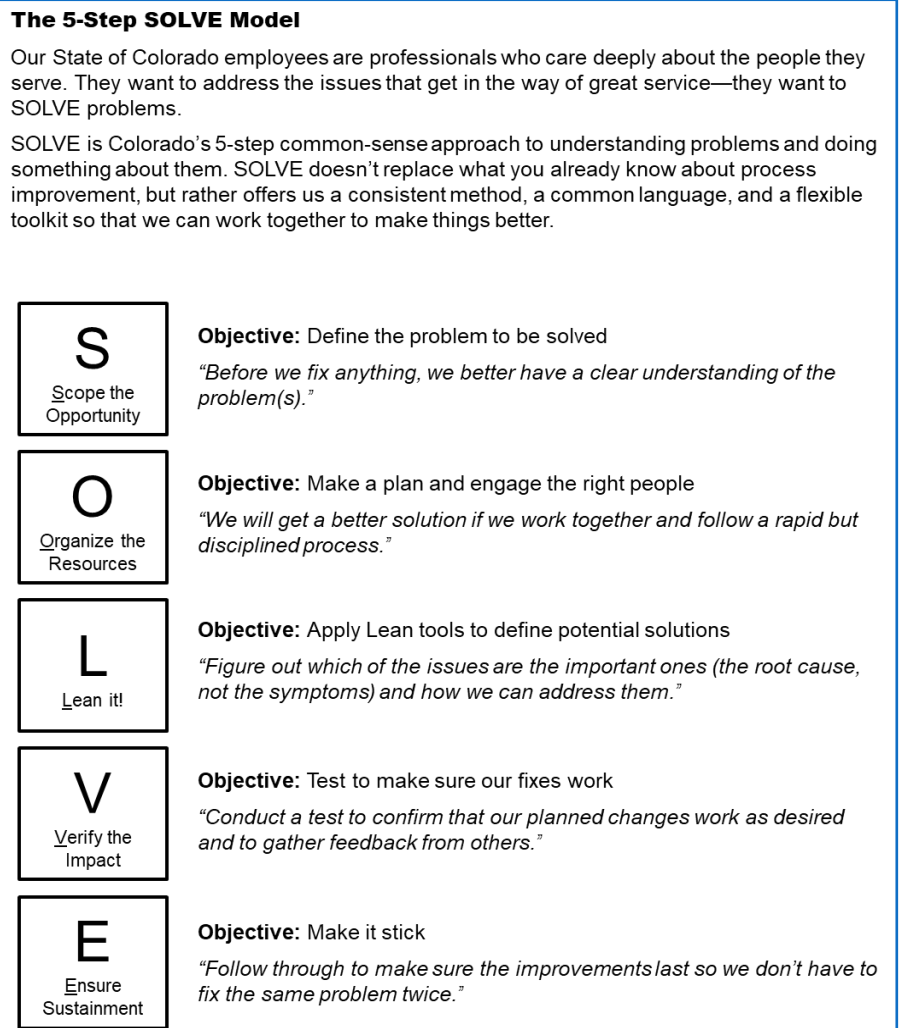 The 5-Step SOLVE Model
Our State of Colorado employees are professionals who care deeply about the people they
serve. They want to address the issues that get in the way of great service—they want to
SOLVE problems.
SOLVE is Colorado’s 5-step common-sense approach to understanding problems and doing
something about them. SOLVE doesn’t replace what you already know about process
improvement, but rather offers us a consistent method, a common language, and a flexible
toolkit so that we can work together to make things better.
S
Scope the
Opportunity
Objective: Define the problem to be solved
“Before we fix anything, we better have a clear understanding of the
problem(s).”
O
Organize the
Resources
Objective: Make a plan and engage the right people
“We will get a better solution if we work together and follow a rapid but
disciplined process.”
L
Lean it!
Objective: Apply Lean tools to define potential solutions
“Figure out which of the issues are the important ones (the root cause,
not the symptoms) and how we can address them.”
V
Verify the
Impact
Objective: Test to make sure our fixes work
“Conduct a test to confirm that our planned changes work as desired
and to gather feedback from others.”
E
Ensure
Sustainment
Objective: Make it stick
“Follow through to make sure the improvements last so we don’t have to
fix the same problem twice.”